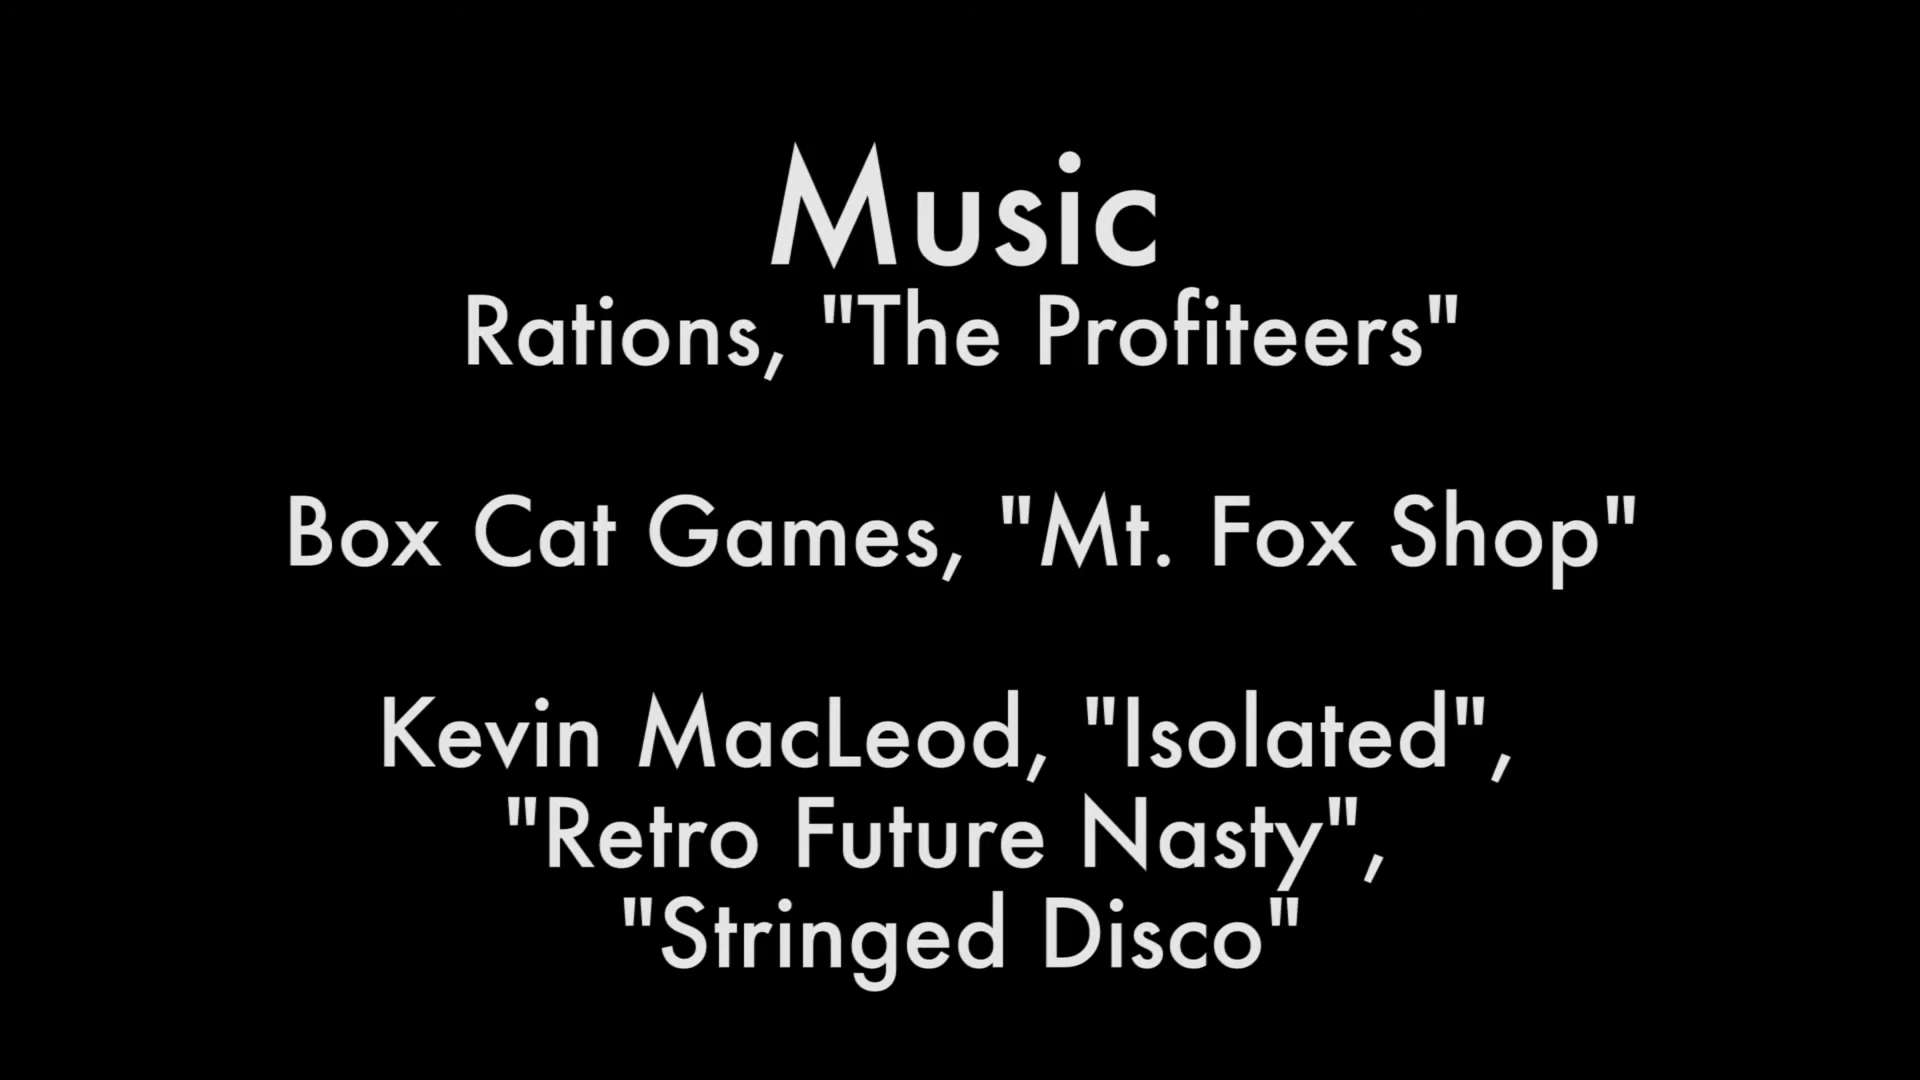 Music
Rations, "The Profiteers"
Box Cat Games, "Mt. Fox Shop"
Kevin MacLeod, "Isolated",
"Retro Future Nasty",
"Stringed Disco"